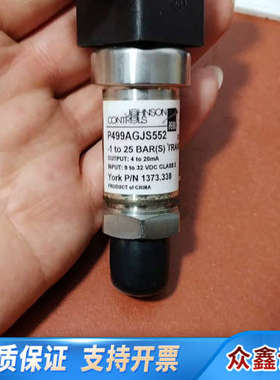 JOHNSON
CONTROLS
P499AGJS552
-1 to 25 BAR(S) TRA
OUTPUT: 4 to 20mA
INPUT: 9 to 32 VDC CLASS 2
York P/N 1373.338
PRODUCT of CHINA
质保证 支持开票 众鑫